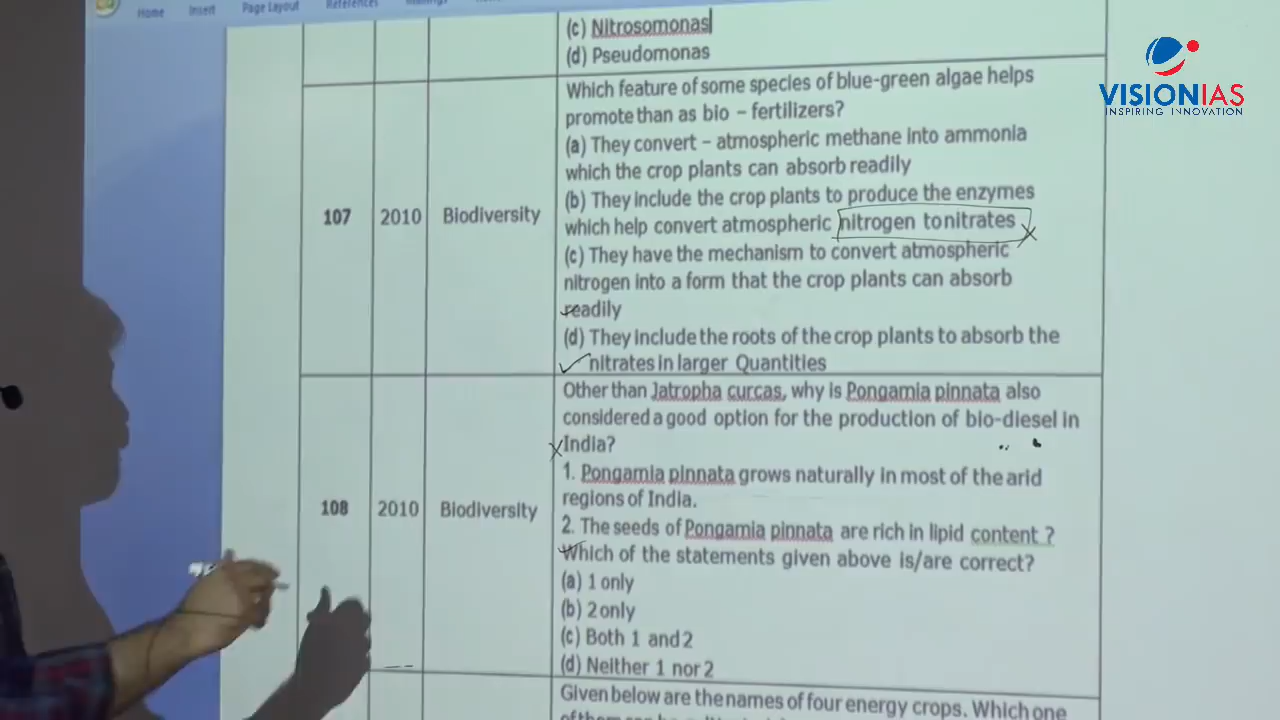 Home Insert Page Layout References
VISIONIAS
INSPIRING INNOVATION
(c) Nitrosomonas
(d) Pseudomonas
107
2010
Biodiversity
Which feature of some species of blue-green algae helps
promote than as bio – fertilizers?
(a) They convert – atmospheric methane into ammonia
which the crop plants can absorb readily
(b) They include the crop plants to produce the enzymes
which help convert atmospheric nitrogen tonitrates
(c) They have the mechanism to convert atmospheric
nitrogen into a form that the crop plants can absorb
readily
(d) They include the roots of the crop plants to absorb the
nitrates in larger Quantities
108
2010
Biodiversity
Other than Jatropha curcas, why is Pongamia pinnata also
considered a good option for the production of bio-diesel in
India?
1. Pongamia pinnata grows naturally in most of the arid
regions of India.
2. The seeds of Pongamia pinnata are rich in lipid content ?
Which of the statements given above is/are correct?
(a) 1 only
(b) 2 only
(c) Both 1 and 2
(d) Neither 1 nor 2
Given below are the names of four energy crops. Which one